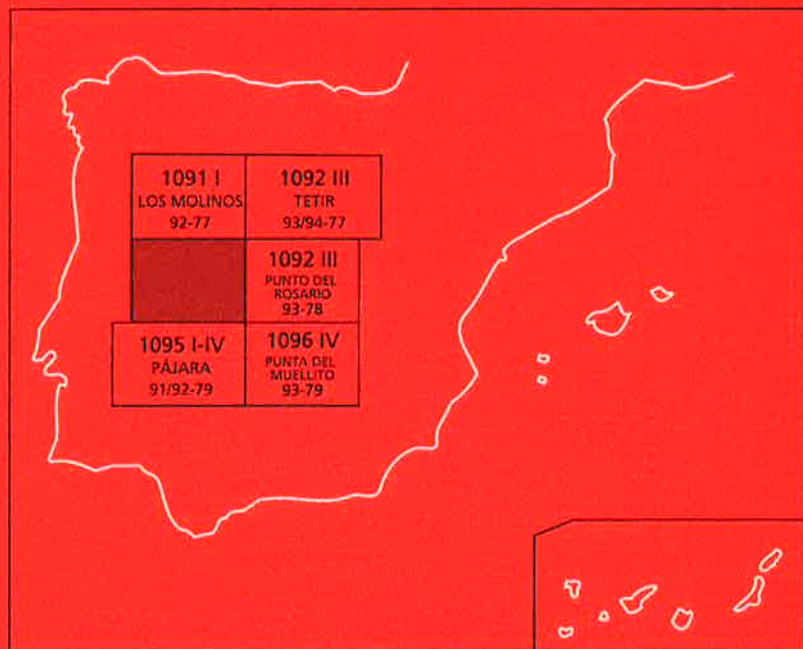 1091 I
LOS MOLINOS
92-77
1092 III
TETIR
93/94-77
1092 III
PUNTO DEL
ROSARIO
93-78
1095 I-IV
PÁJARA
91/92-79
1096 IV
PUNTA DEL
MUELLITO
93-79